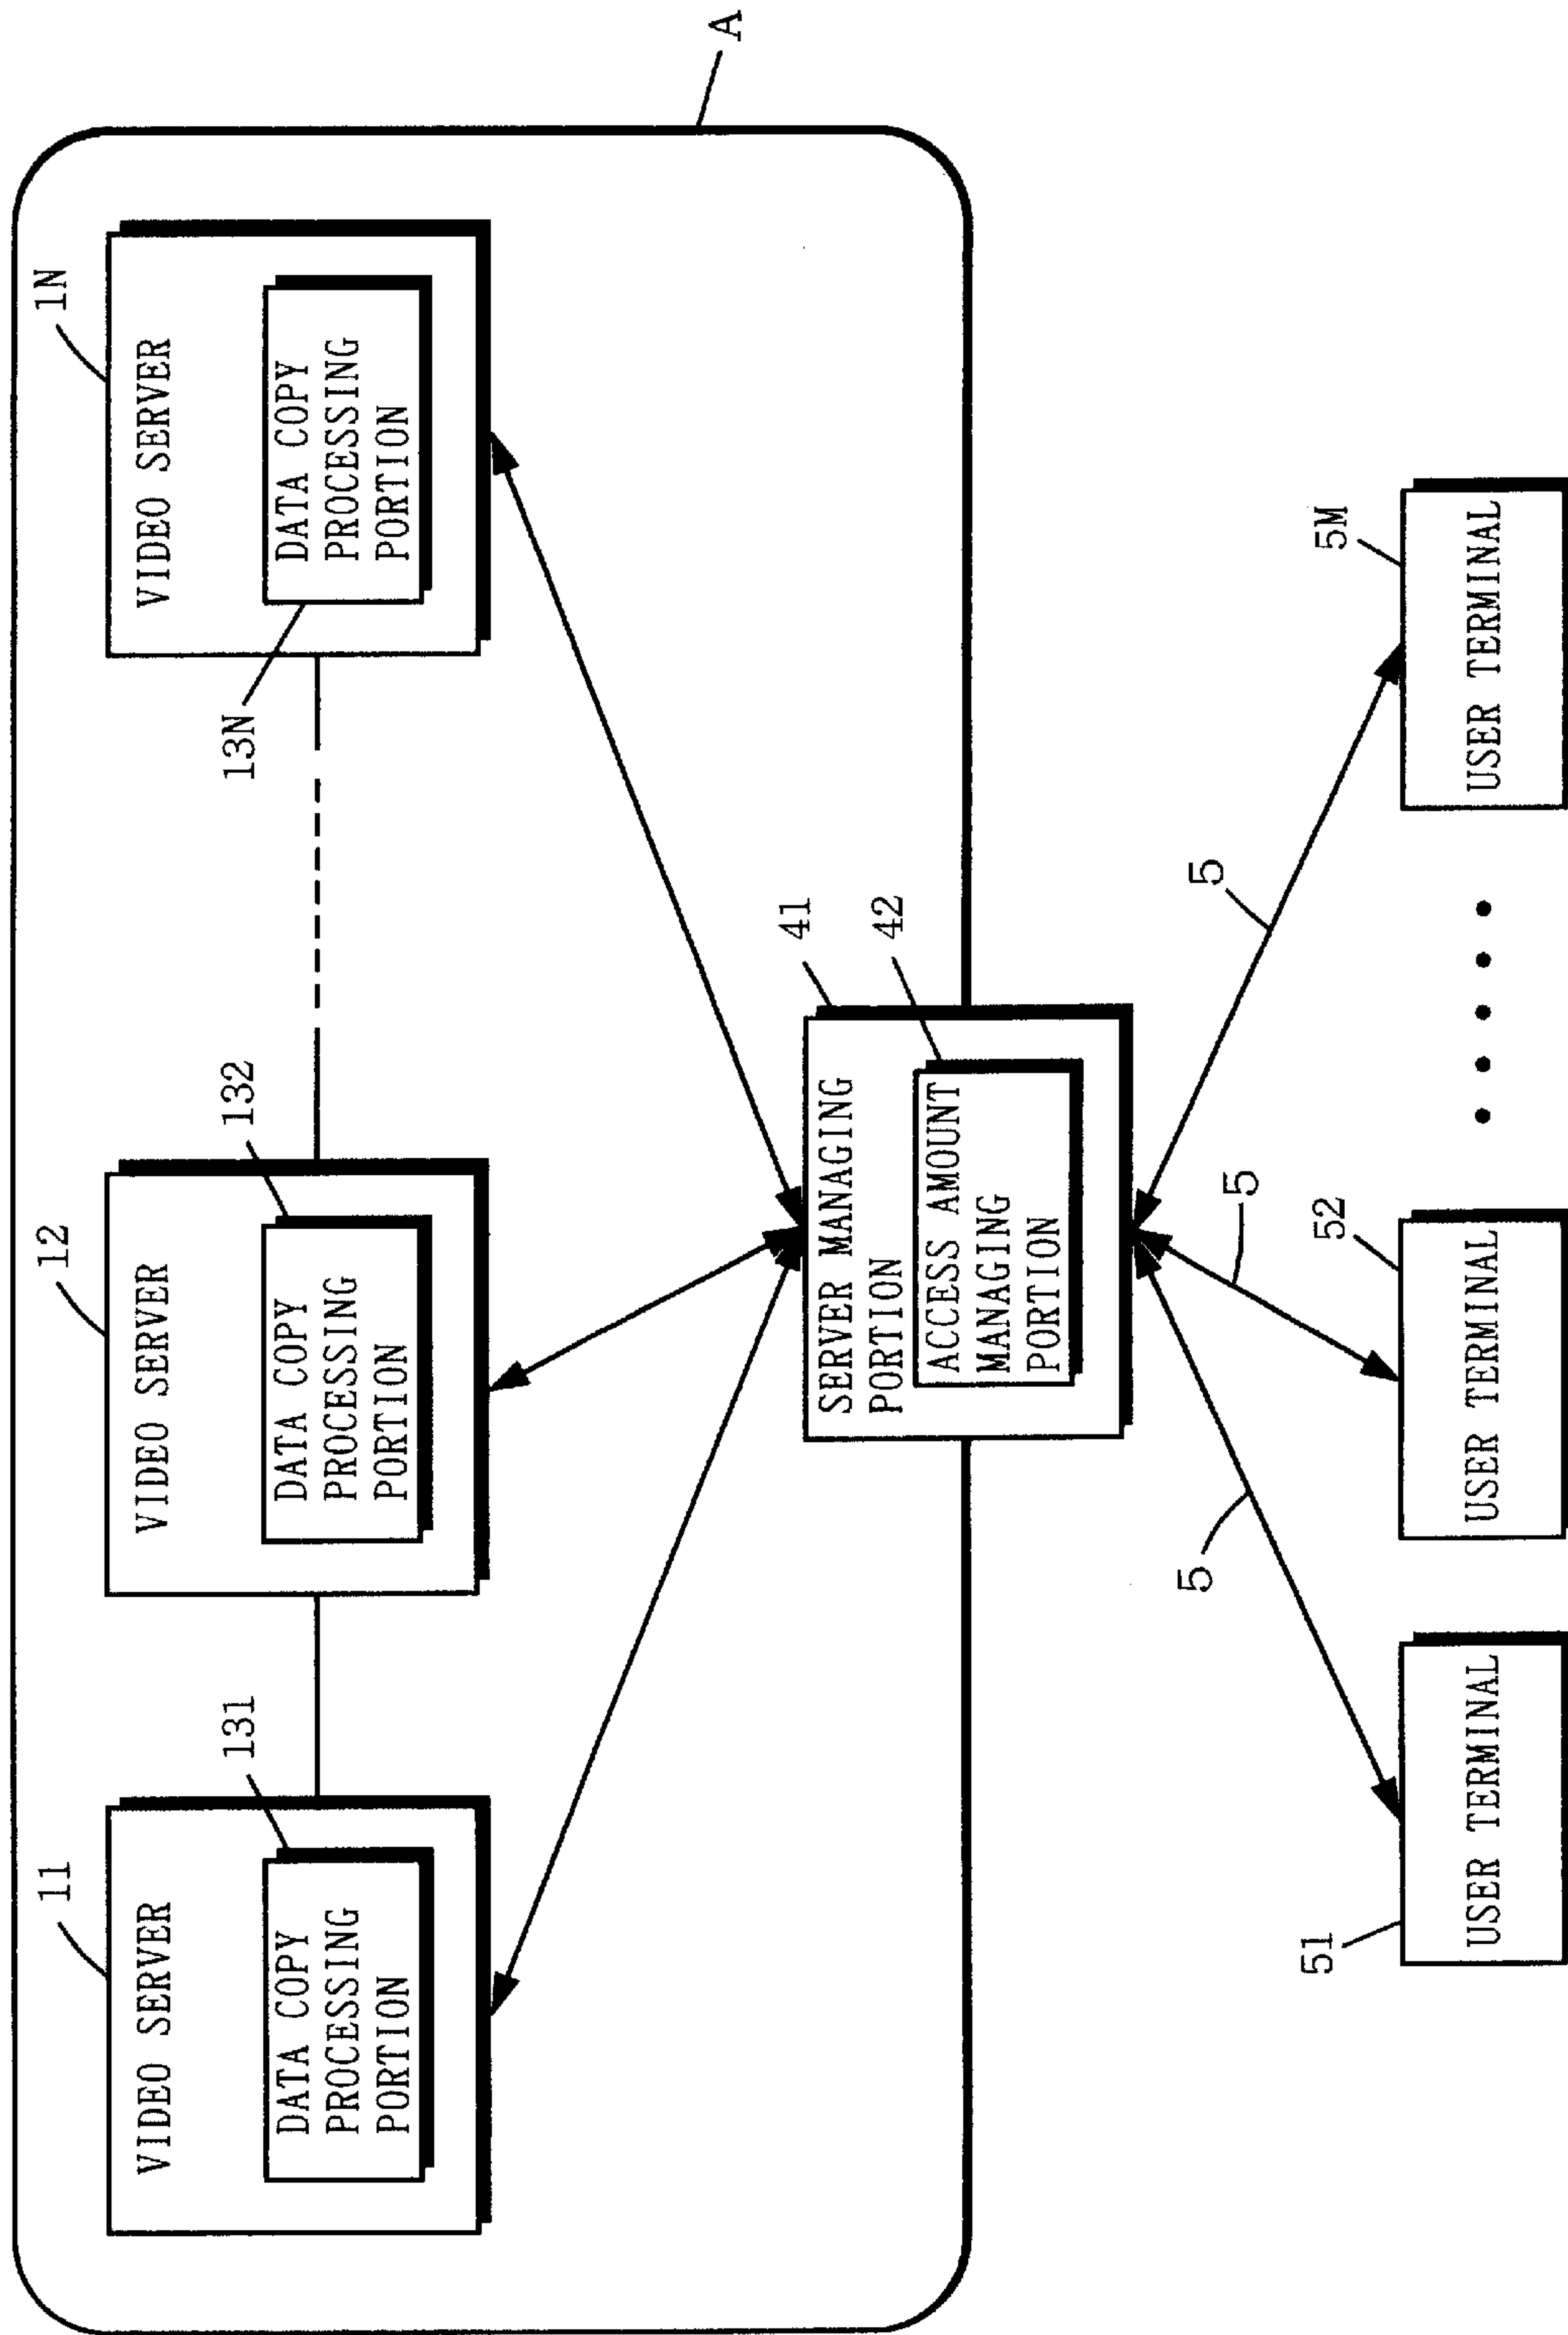 A
11
12
1N
VIDEO SERVER
VIDEO SERVER
VIDEO SERVER
131
132
13N
DATA COPY
PROCESSING
PORTION
DATA COPY
PROCESSING
PORTION
DATA COPY
PROCESSING
PORTION
41
SERVER MANAGING
PORTION
42
ACCESS AMOUNT
MANAGING
PORTION
5
5
5
51
52
5M
USER TERMINAL
USER TERMINAL
USER TERMINAL